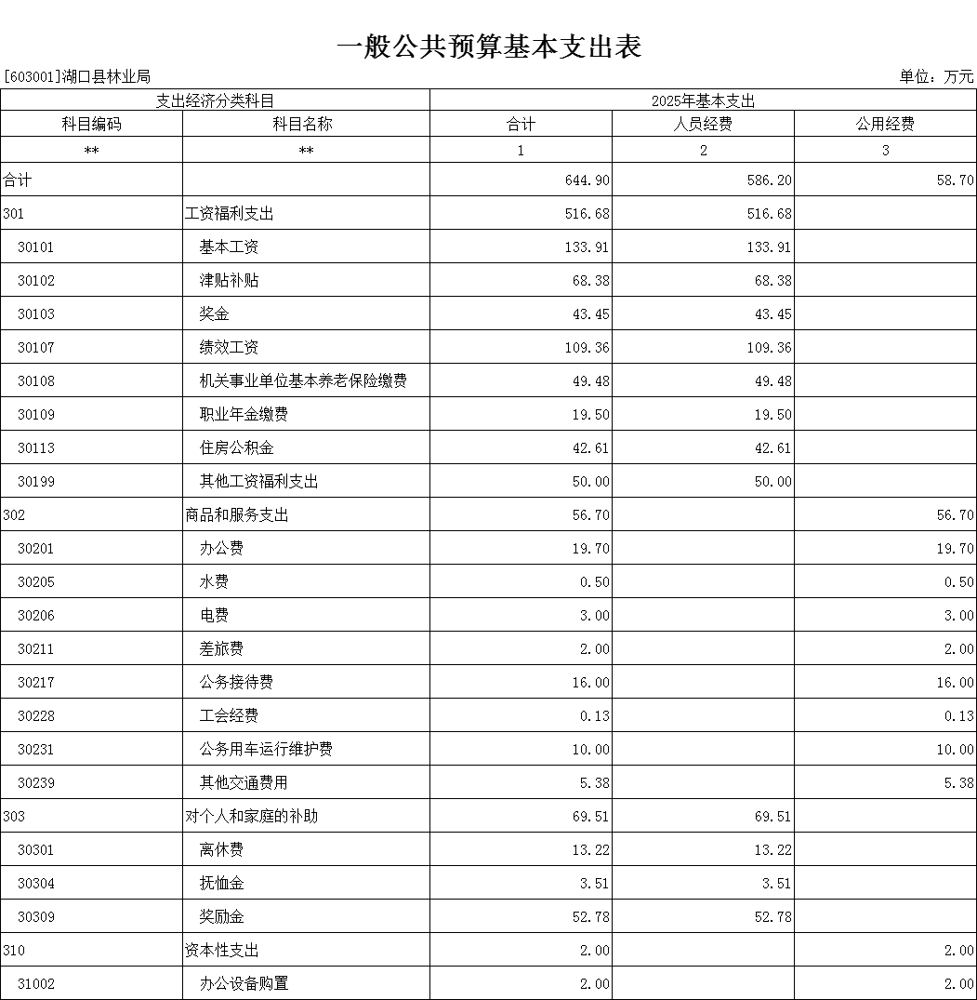 一般公共预算基本支出表
[603001]湖口县林业局 单位：万元
支出经济分类科目 2025年基本支出
科目编码 科目名称 合计 人员经费 公用经费
** ** 1 2 3
合计 644.90 586.20 58.70
301 工资福利支出 516.68 516.68
30101 基本工资 133.91 133.91
30102 津贴补贴 68.38 68.38
30103 奖金 43.45 43.45
30107 绩效工资 109.36 109.36
30108 机关事业单位基本养老保险缴费 49.48 49.48
30109 职业年金缴费 19.50 19.50
30113 住房公积金 42.61 42.61
30199 其他工资福利支出 50.00 50.00
302 商品和服务支出 56.70 56.70
30201 办公费 19.70 19.70
30205 水费 0.50 0.50
30206 电费 3.00 3.00
30211 差旅费 2.00 2.00
30217 公务接待费 16.00 16.00
30228 工会经费 0.13 0.13
30231 公务用车运行维护费 10.00 10.00
30239 其他交通费用 5.38 5.38
303 对个人和家庭的补助 69.51 69.51
30301 离休费 13.22 13.22
30304 抚恤金 3.51 3.51
30309 奖励金 52.78 52.78
310 资本性支出 2.00 2.00
31002 办公设备购置 2.00 2.00